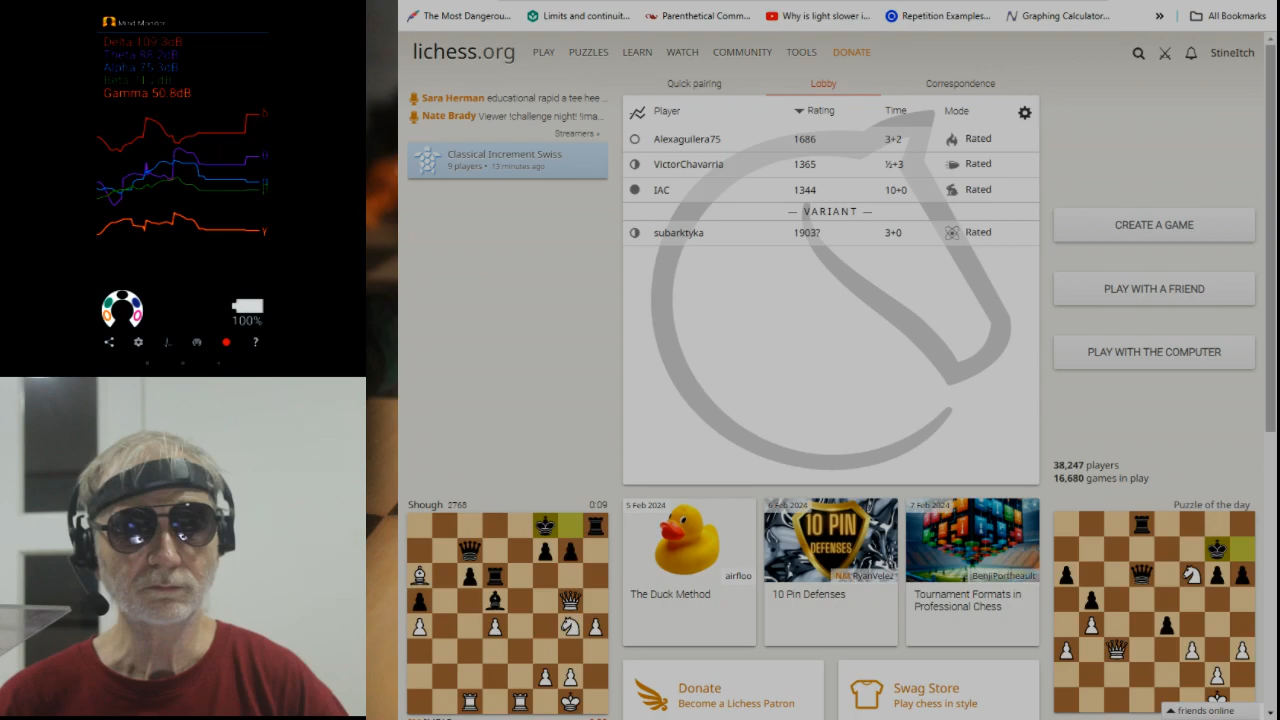 Mind Monitor
Delta 109.3dB
Theta 88.2dB
Alpha 75.3dB
Gamma 50.8dB
100%
?
The Most Dangerou...
Limits and continuit...
Parenthetical Comm...
Why is light slower i...
Repetition Examples...
Graphing Calculator...
»
All Bookmarks
lichess.org
PLAY
PUZZLES
LEARN
WATCH
COMMUNITY
TOOLS
DONATE
StineItch
Quick pairing
Lobby
Correspondence
Sara Herman educational rapid a tee hee ...
Nate Brady Viewer !challenge night! !ma...
Streamers »
Classical Increment Swiss
9 players • 13 minutes ago
Player Rating Time Mode
Alexaguilera75 1686 3+2 Rated
VictorChavarria 1365 ½+3 Rated
IAC 1344 10+0 Rated
— VARIANT —
subarktyka 1903? 3+0 Rated
CREATE A GAME
PLAY WITH A FRIEND
PLAY WITH THE COMPUTER
38,247 players
16,680 games in play
Shough 2768 0:09
5 Feb 2024
airfloo
The Duck Method
6 Feb 2024
10 PIN
DEFENSES
NM RyanVelez
10 Pin Defenses
7 Feb 2024
BenjiPortheault
Tournament Formats in
Professional Chess
Puzzle of the day
Donate
Become a Lichess Patron
Swag Store
Play chess in style
friends online